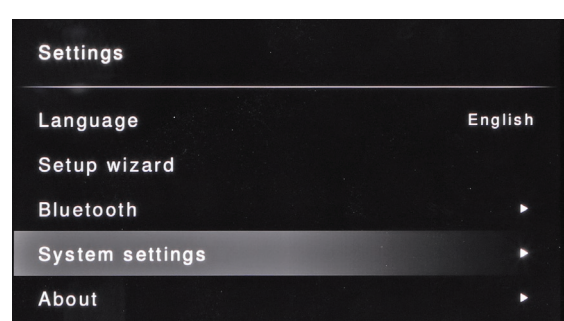 Settings
Language English
Setup wizard
Bluetooth ▶
System settings ▶
About ▶